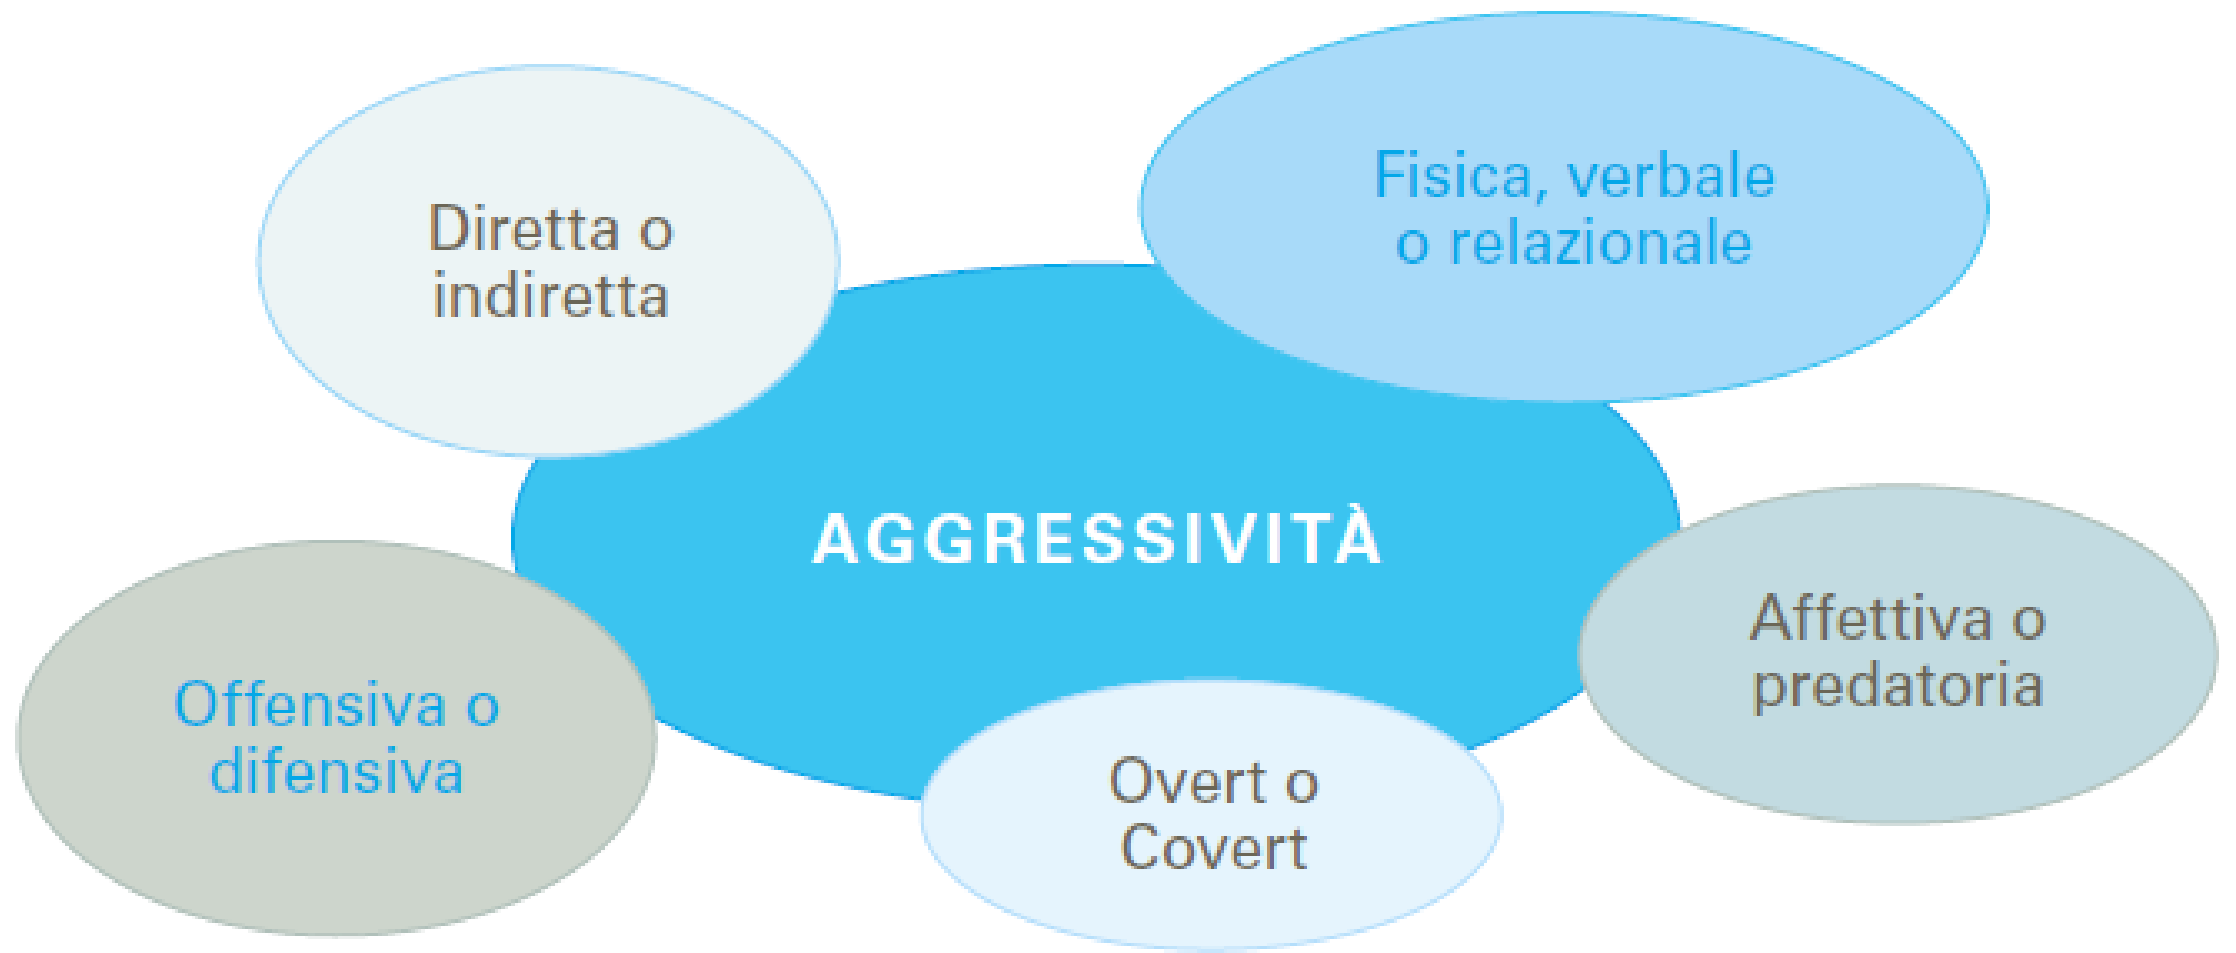 Diretta o
indiretta
Fisica, verbale
o relazionale
AGGRESSIVITÀ
Offensiva o
difensiva
Overt o
Covert
Affettiva o
predatoria